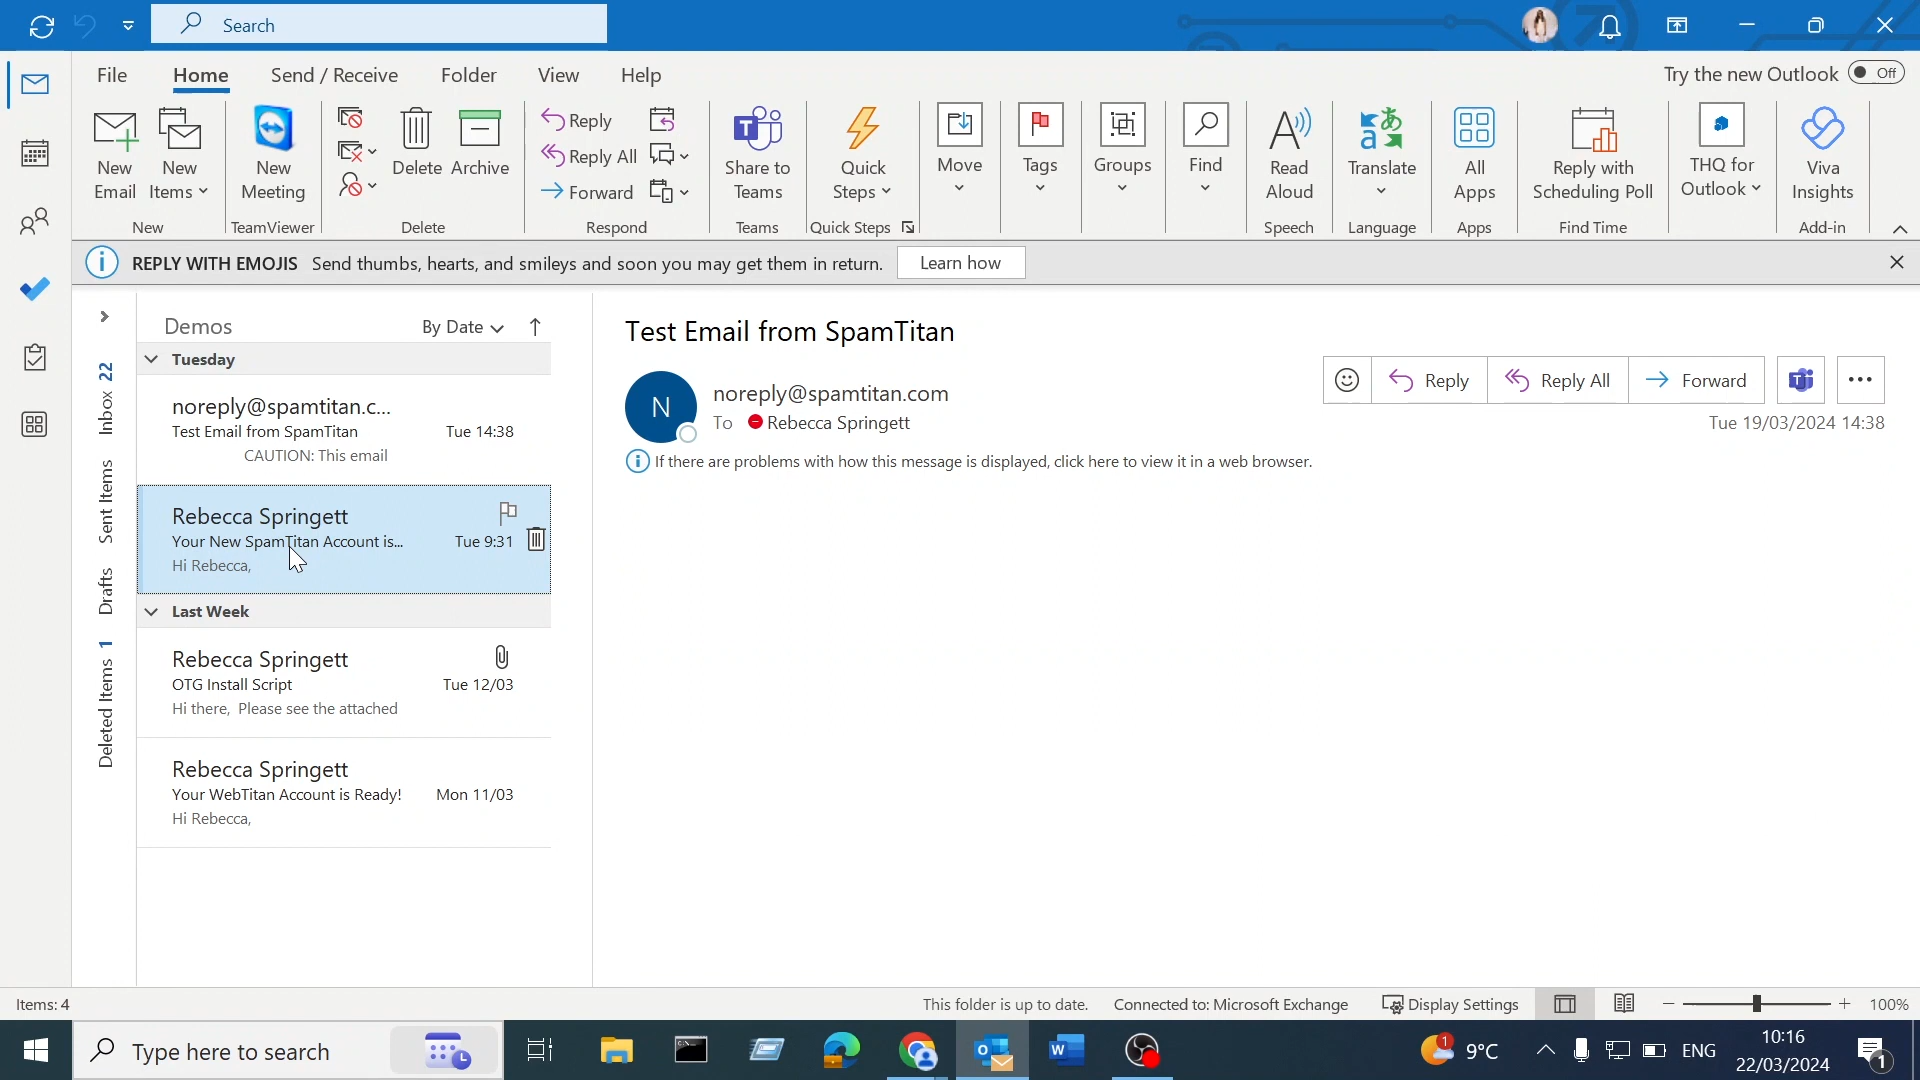 Search
File Home Send / Receive Folder View Help
Try the new Outlook Off
New Email
New Items
New
New Meeting
TeamViewer
Delete Archive
Delete
Reply
Reply All
Forward
Respond
Share to Teams
Teams
Quick Steps
Quick Steps
Move
Tags
Groups
Find
Read Aloud
Speech
Translate
Language
All Apps
Apps
Reply with Scheduling Poll
Find Time
THQ for Outlook
Viva Insights
Add-in
REPLY WITH EMOJIS Send thumbs, hearts, and smileys and soon you may get them in return. Learn how
Inbox 22
Sent Items
Drafts
Deleted Items 1
Demos By Date
Tuesday
noreply@spamtitan.c...
Test Email from SpamTitan Tue 14:38
CAUTION: This email
Rebecca Springett
Your New SpamTitan Account is... Tue 9:31
Hi Rebecca,
Last Week
Rebecca Springett
OTG Install Script Tue 12/03
Hi there, Please see the attached
Rebecca Springett
Your WebTitan Account is Ready! Mon 11/03
Hi Rebecca,
Test Email from SpamTitan
N
noreply@spamtitan.com
To Rebecca Springett
Reply Reply All Forward
Tue 19/03/2024 14:38
If there are problems with how this message is displayed, click here to view it in a web browser.
Items: 4
This folder is up to date. Connected to: Microsoft Exchange Display Settings 100%
Type here to search
1
9°C
ENG
10:16
22/03/2024
1